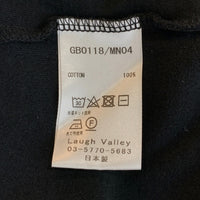 GB0118/MN04
COTTON 100%
Laugh Valley
03-5770-5683
日本製